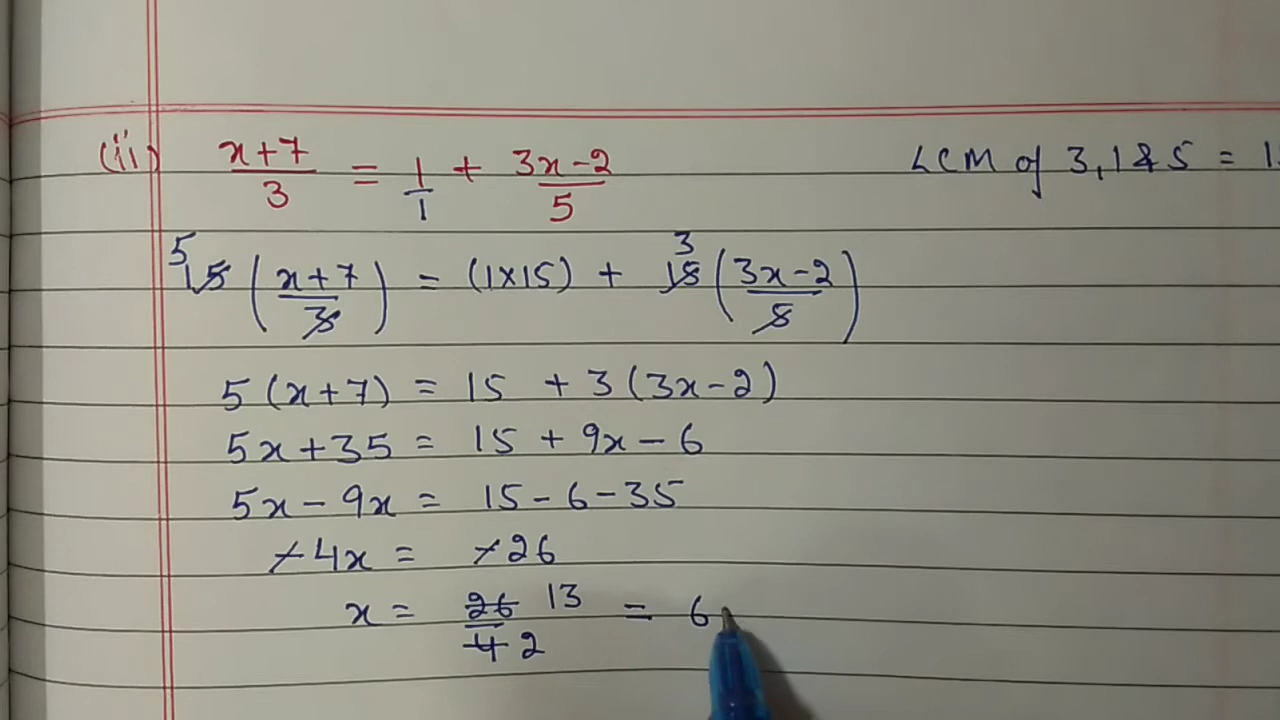 (ii) x+7/3 = 1/1 + 3x-2/5
LCM of 3,1&5 = 1
5 15 (x+7/3) = (1×15) + 3 15 (3x-2/5)
5(x+7) = 15 + 3(3x-2)
5x+35 = 15 + 9x - 6
5x - 9x = 15 - 6 - 35
-4x = -26
x = 26/4 13/2 = 6